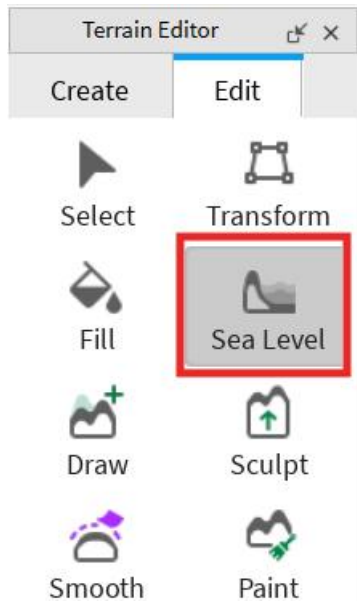 Terrain Editor
Create Edit
Select Transform
Fill Sea Level
Draw Sculpt
Smooth Paint